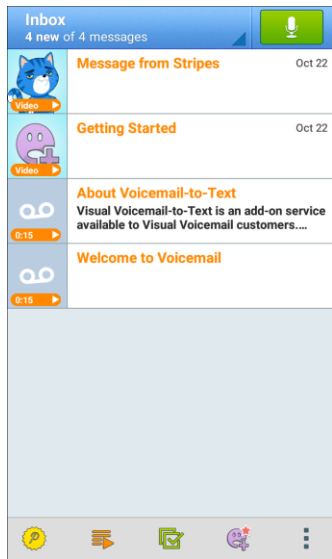 Inbox
4 new of 4 messages
Message from Stripes
Oct 22
Video
Getting Started
Oct 22
Video
About Voicemail-to-Text
Visual Voicemail-to-Text is an add-on service
available to Visual Voicemail customers....
0:15
Welcome to Voicemail
0:15